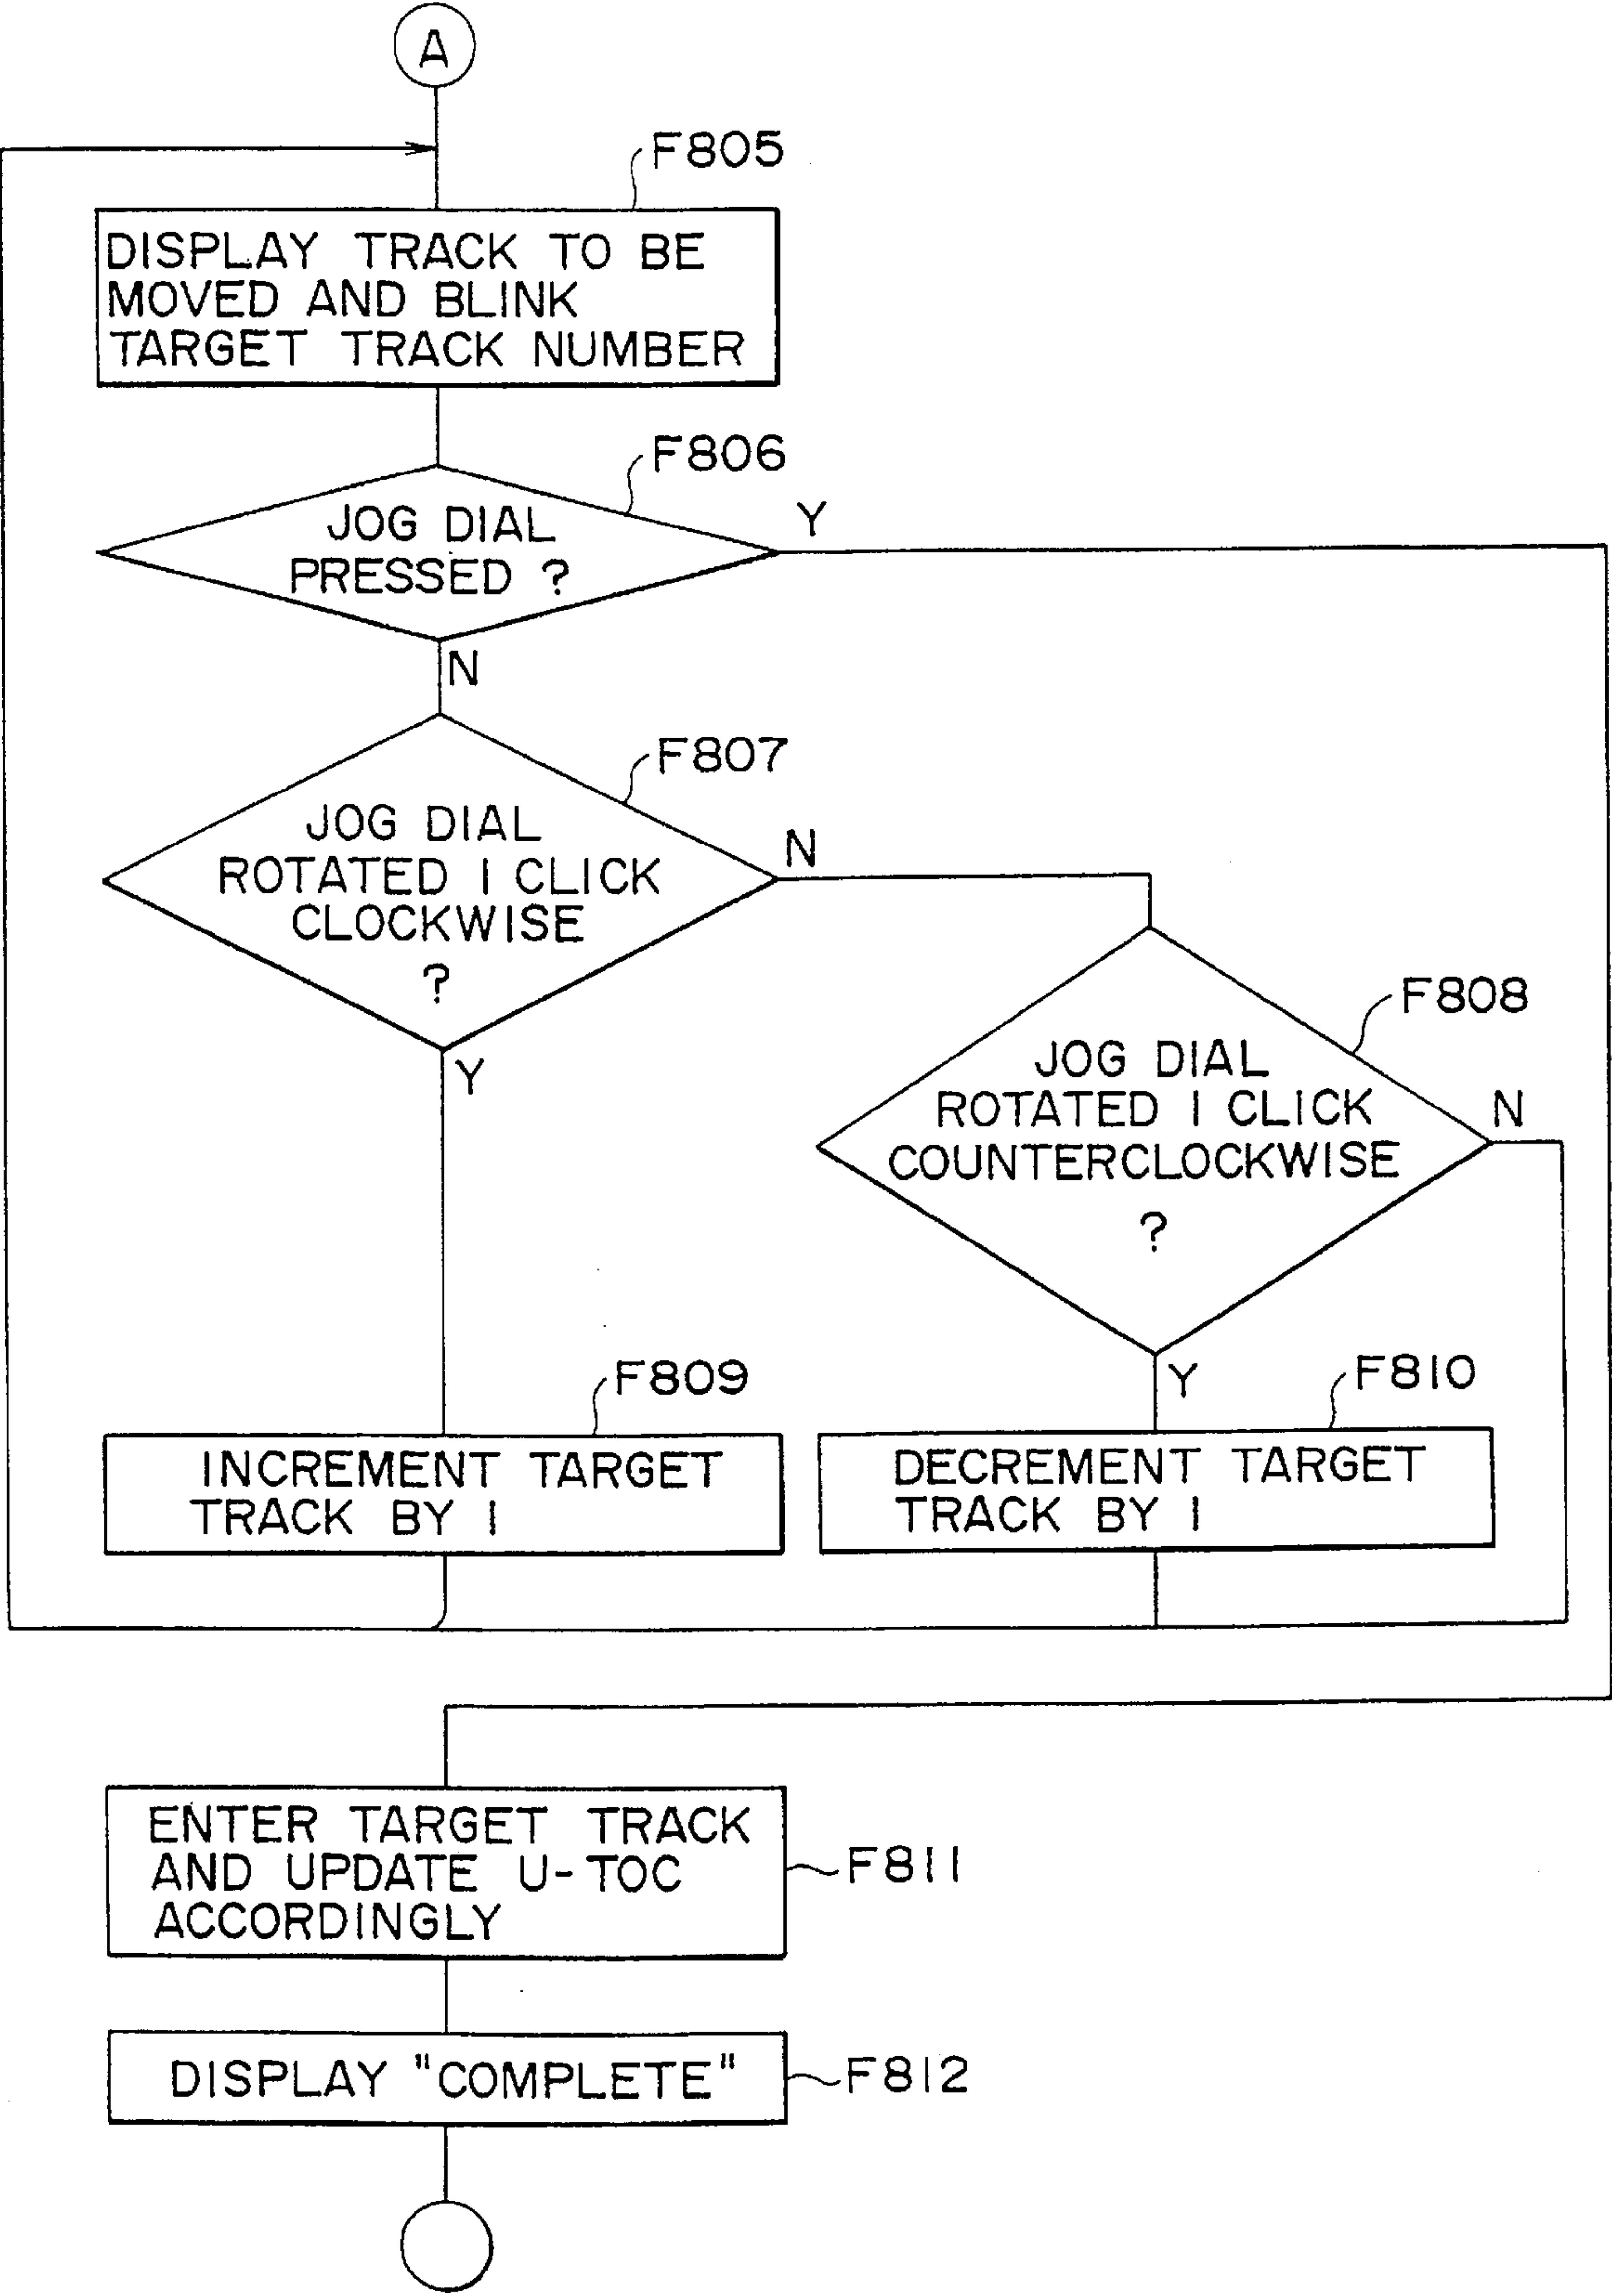 A
F805
DISPLAY TRACK TO BE
MOVED AND BLINK
TARGET TRACK NUMBER
F806
JOG DIAL
PRESSED ?
Y
N
F807
JOG DIAL
ROTATED 1 CLICK
CLOCKWISE
?
N
Y
F808
JOG DIAL
ROTATED 1 CLICK
COUNTERCLOCKWISE
?
N
Y
F809
INCREMENT TARGET
TRACK BY 1
F810
DECREMENT TARGET
TRACK BY 1
ENTER TARGET TRACK
AND UPDATE U-TOC
ACCORDINGLY
F811
DISPLAY "COMPLETE"
F812